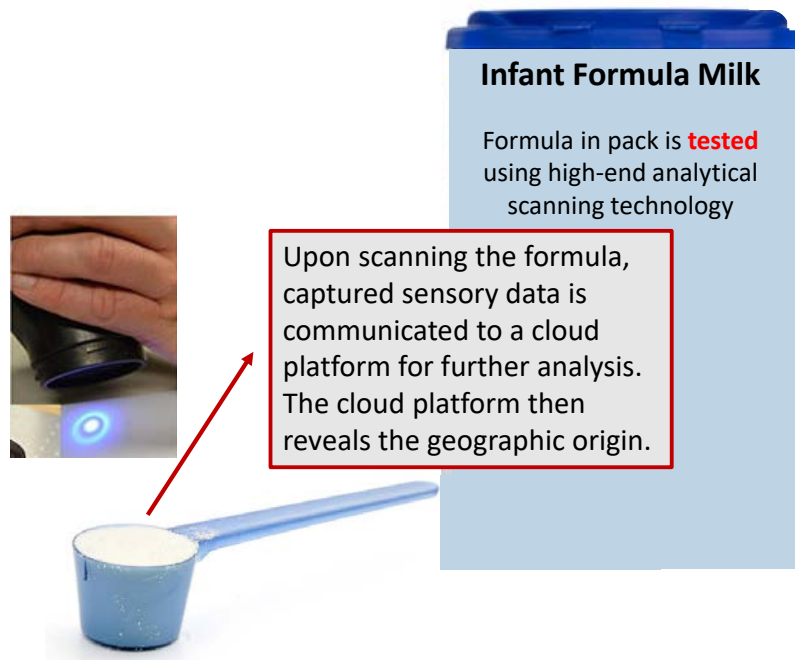 Infant Formula Milk
Formula in pack is tested
using high-end analytical
scanning technology
Upon scanning the formula,
captured sensory data is
communicated to a cloud
platform for further analysis.
The cloud platform then
reveals the geographic origin.